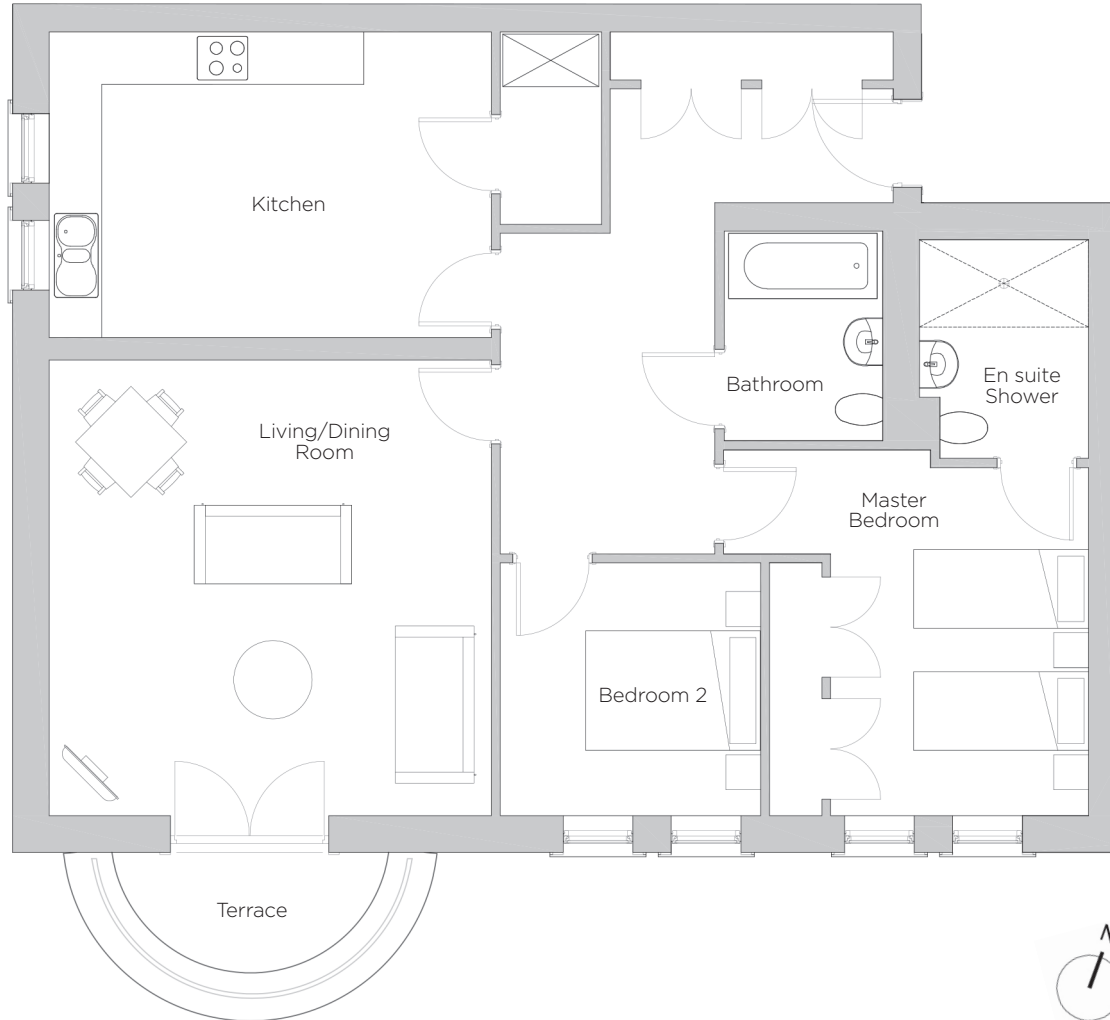 Kitchen
Living/Dining
Room
Bathroom
En suite
Shower
Master
Bedroom
Bedroom 2
Terrace
N